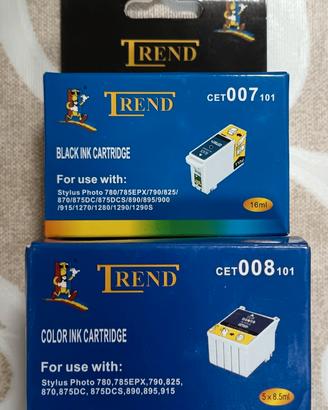 TREND
TREND
CET007101
BLACK INK CARTRIDGE
For use with:
Stylus Photo 780/785EPX/790/825/
870/875DC/875DCS/890/895/900
/915/1270/1280/1290/1290S
16ml
TREND
CET008101
COLOR INK CARTRIDGE
For use with:
Stylus Photo 780,785EPX,790,825,
870,875DC, 875DCS,890,895,915
5 x 8.5ml